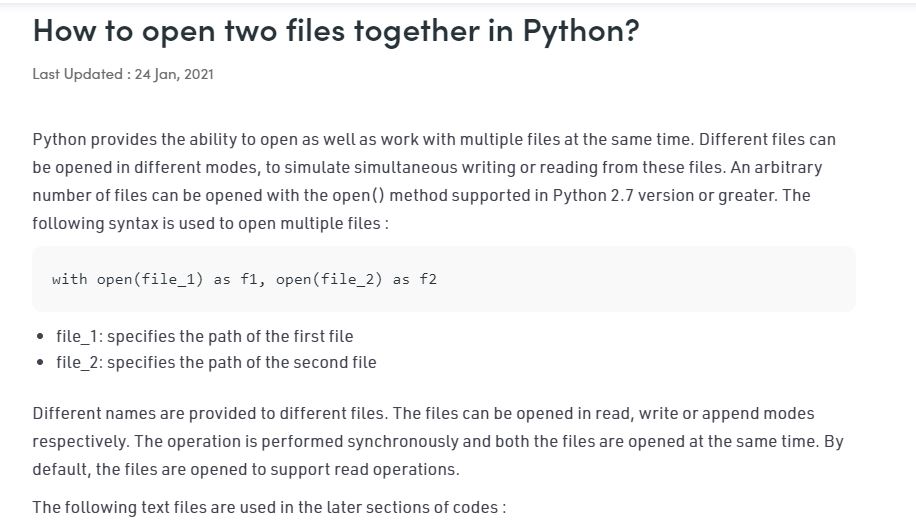 How to open two files together in Python?
Last Updated : 24 Jan, 2021
Python provides the ability to open as well as work with multiple files at the same time. Different files can
be opened in different modes, to simulate simultaneous writing or reading from these files. An arbitrary
number of files can be opened with the open() method supported in Python 2.7 version or greater. The
following syntax is used to open multiple files :
with open(file_1) as f1, open(file_2) as f2
• file_1: specifies the path of the first file
• file_2: specifies the path of the second file
Different names are provided to different files. The files can be opened in read, write or append modes
respectively. The operation is performed synchronously and both the files are opened at the same time. By
default, the files are opened to support read operations.
The following text files are used in the later sections of codes :